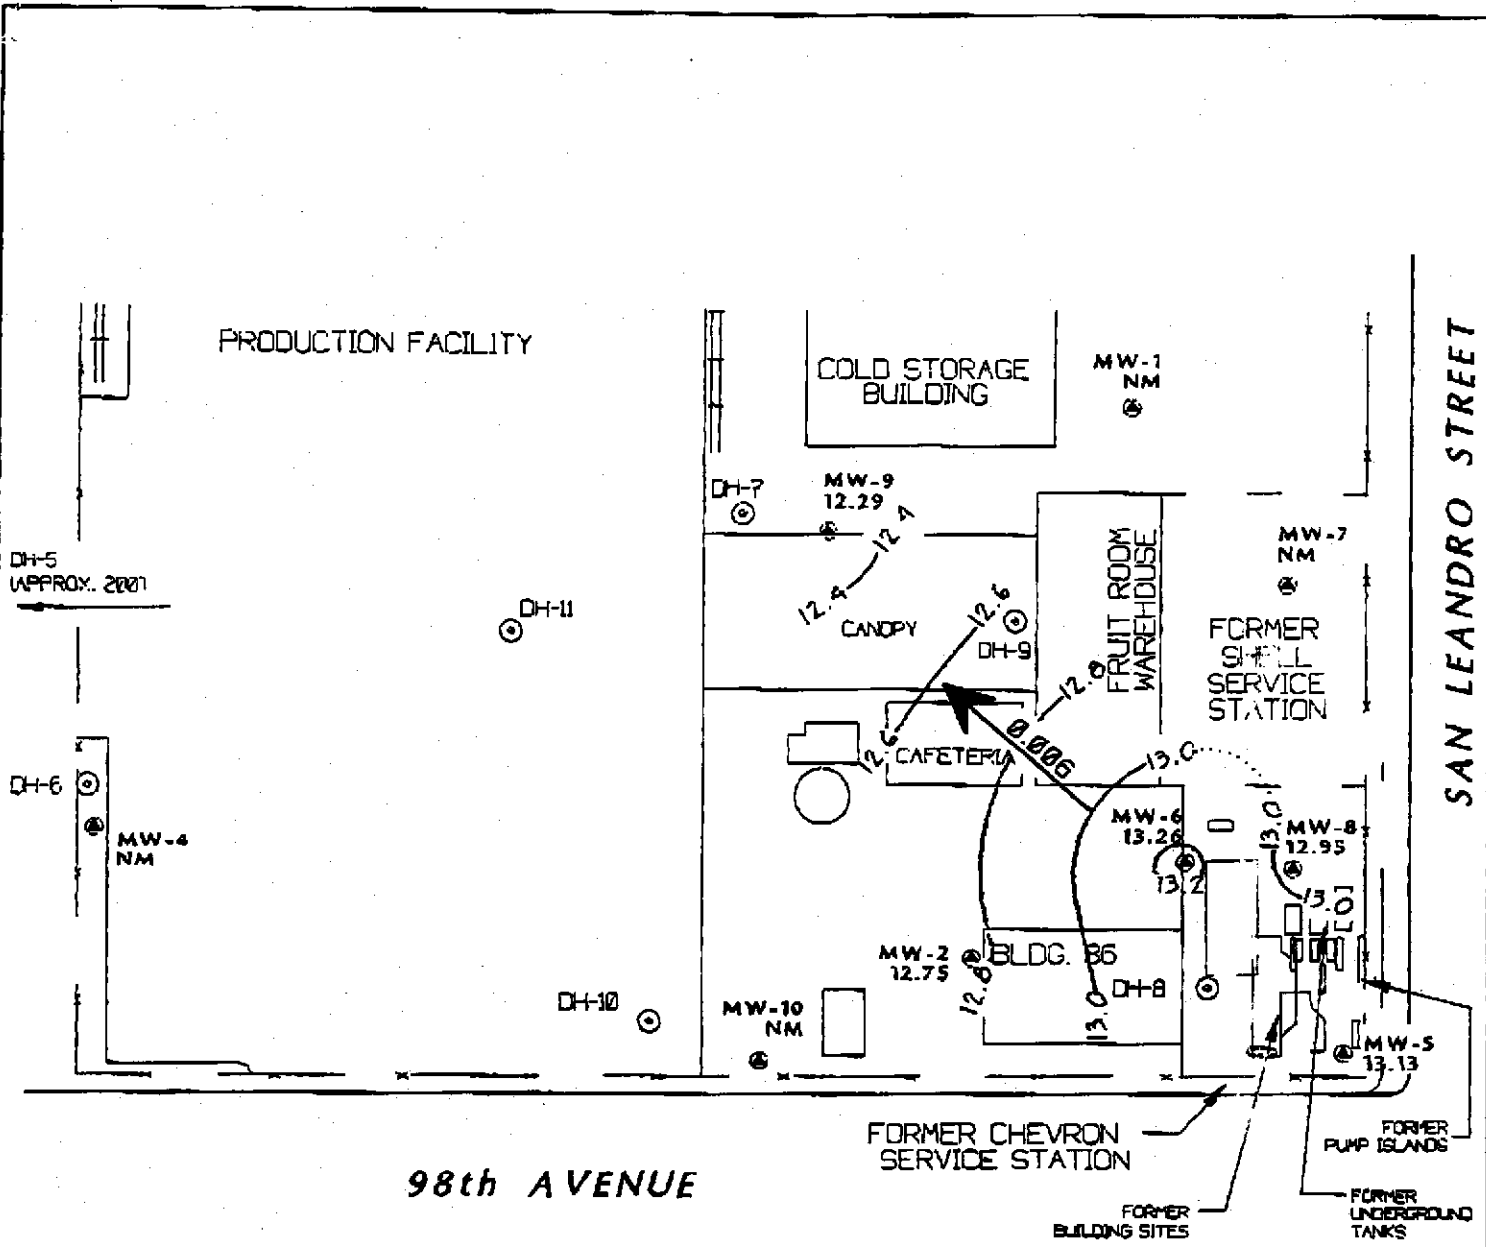 PRODUCTION FACILITY
COLD STORAGE
BUILDING
MW-1
NM
SAN LEANDRO STREET
DH-7
MW-9
12.29
12.4
12.4
CANOPY
12.6
DH-9
FRUIT ROOM
WAREHOUSE
MW-7
NM
FORMER
SHELL
SERVICE
STATION
DH-5
DH-11
12.8
0.006
12.6
CAFETERIA
13.0
DH-6
MW-4
NM
MW-6
13.26
13.2
13.0
MW-8
12.95
13.0
MW-2
12.75
BLDG. 86
12.8
13.0
DH-8
DH-10
MW-10
NM
MW-5
13.13
FORMER CHEVRON
SERVICE STATION
FORMER
PUMP ISLANDS
98th AVENUE
FORMER
BUILDING SITES
FORMER
UNDERGROUND
TANKS